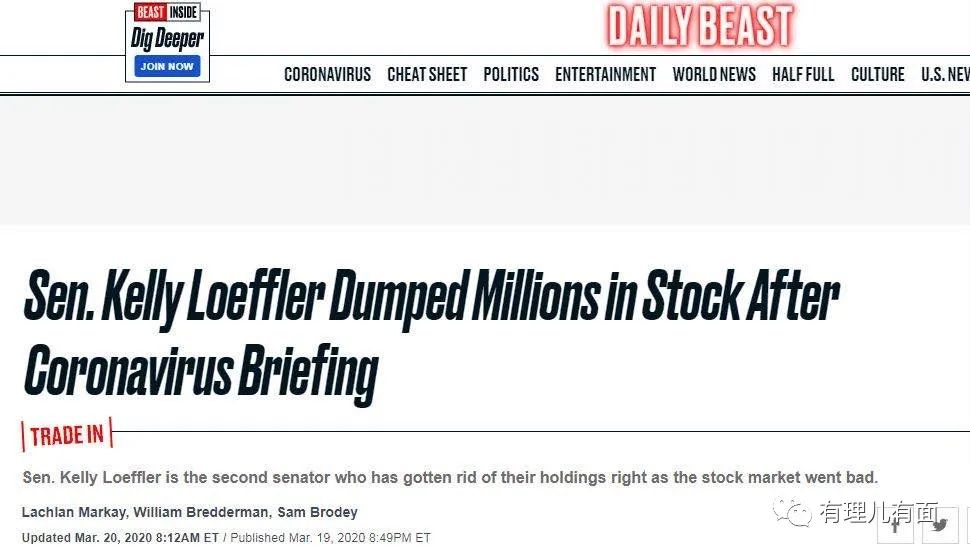 BEAST INSIDE
Dig Deeper
JOIN NOW
DAILY BEAST
CORONAVIRUS CHEAT SHEET POLITICS ENTERTAINMENT WORLD NEWS HALF FULL CULTURE U.S. NEW
Sen. Kelly Loeffler Dumped Millions in Stock After
Coronavirus Briefing
TRADE IN
Sen. Kelly Loeffler is the second senator who has gotten rid of their holdings right as the stock market went bad.
Lachlan Markay, William Bredderman, Sam Brodey
Updated Mar. 20, 2020 8:12AM ET / Published Mar. 19, 2020 8:49PM ET
有理儿有面